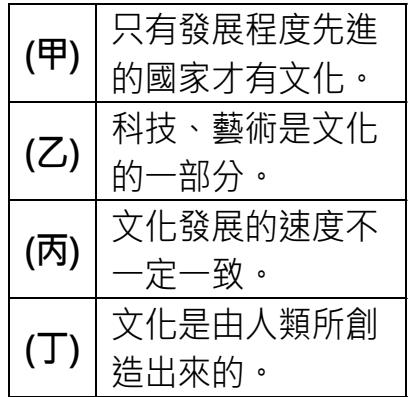 (甲) 只有發展程度先進
的國家才有文化。
(乙) 科技、藝術是文化
的一部分。
(丙) 文化發展的速度不
一定一致。
(丁) 文化是由人類所創
造出來的。